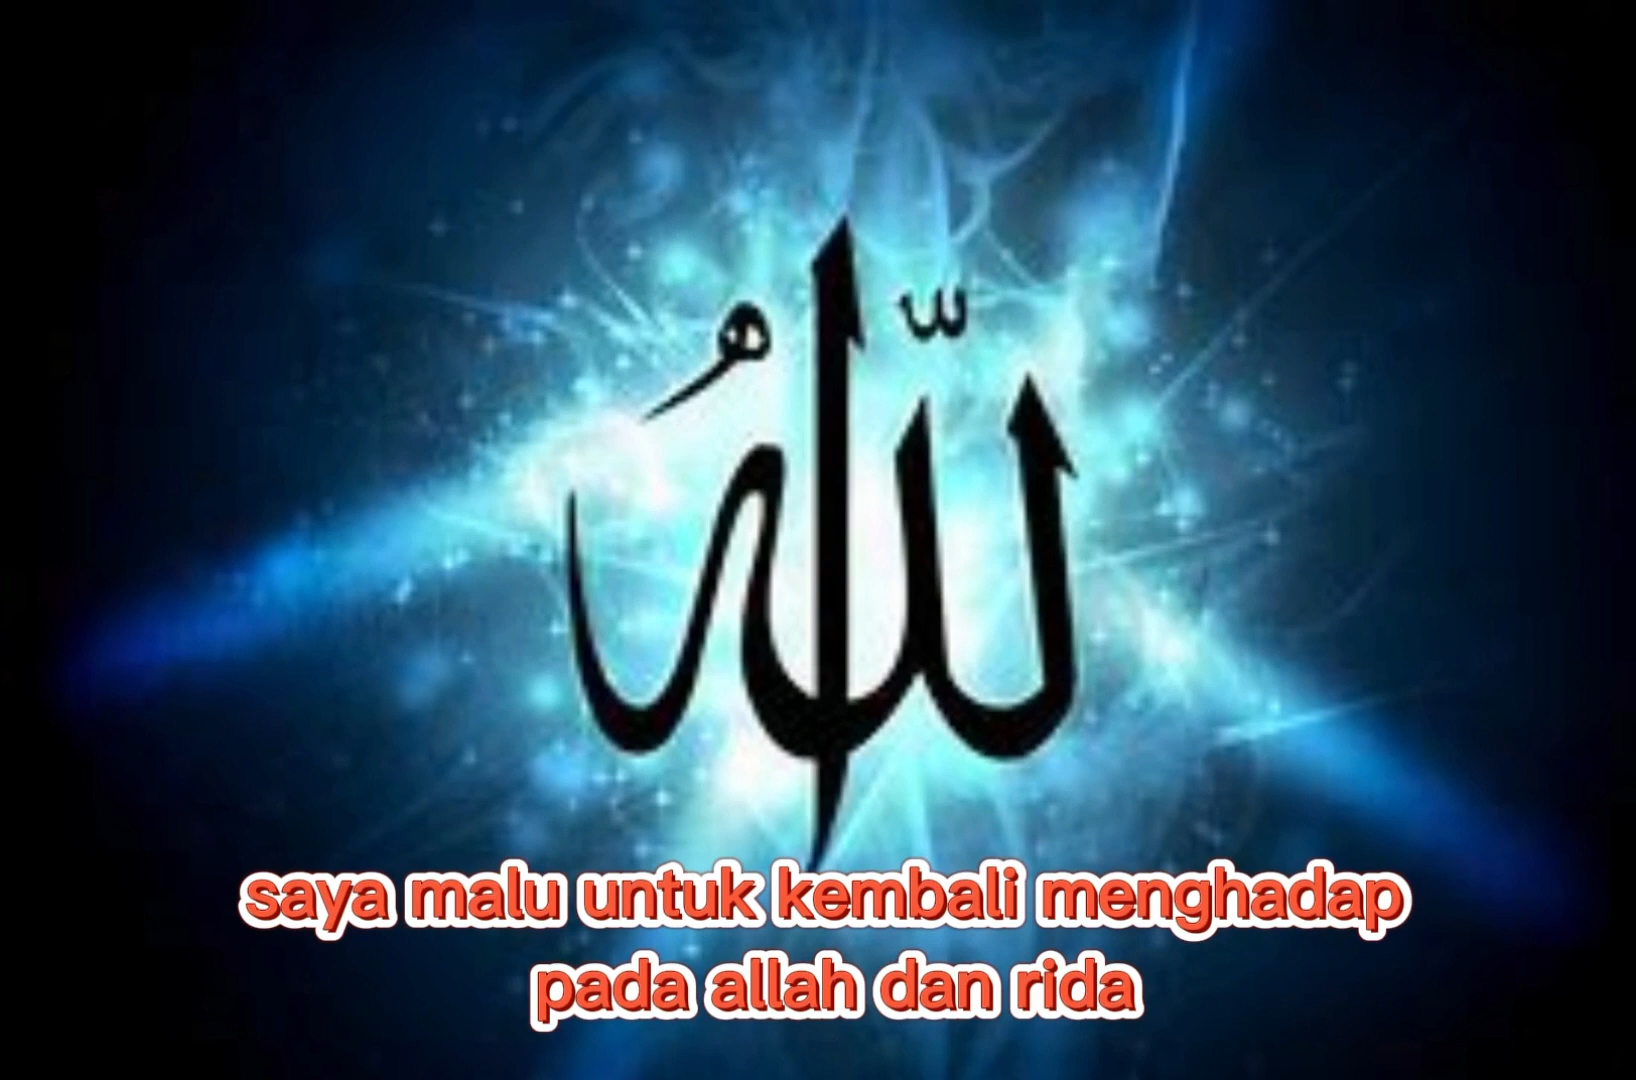 الله
saya malu untuk kembali menghadap
pada allah dan rida